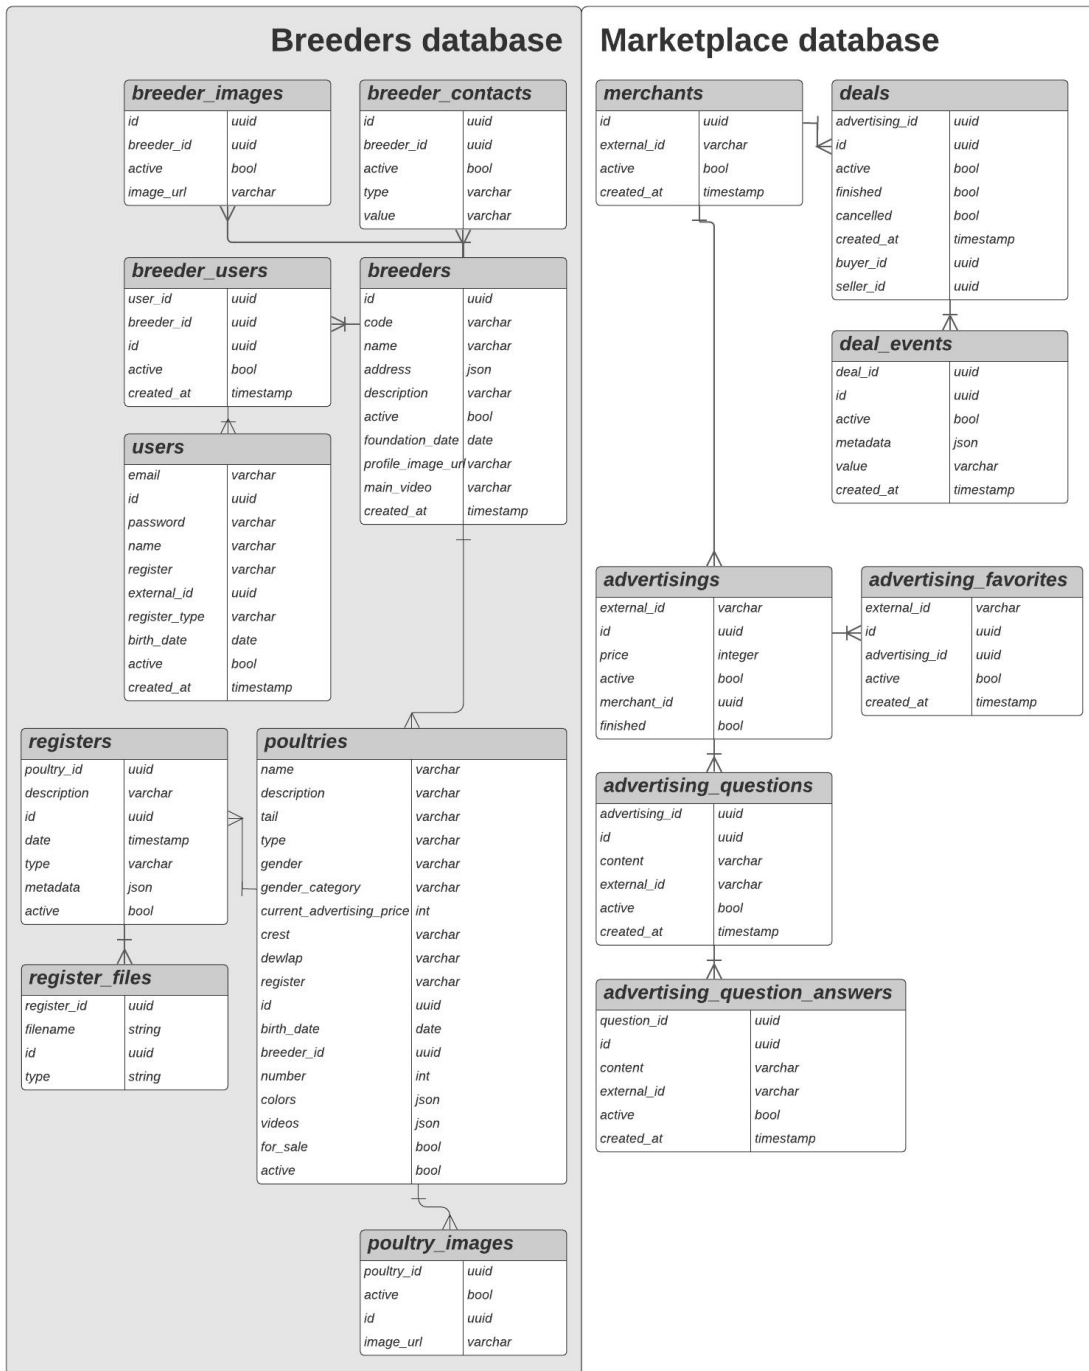 Breeders database
breeder_images
id uuid
breeder_id uuid
active bool
image_url varchar
breeder_contacts
id uuid
breeder_id uuid
active bool
type varchar
value varchar
breeder_users
user_id uuid
breeder_id uuid
id uuid
active bool
created_at timestamp
breeders
id uuid
code varchar
name varchar
address json
description varchar
active bool
foundation_date date
profile_image_url varchar
main_video varchar
created_at timestamp
users
email varchar
id uuid
password varchar
name varchar
register varchar
external_id uuid
register_type varchar
birth_date date
active bool
created_at timestamp
registers
poultry_id uuid
description varchar
id uuid
date timestamp
type varchar
metadata json
active bool
poultries
name varchar
description varchar
tail varchar
type varchar
gender varchar
gender_category varchar
current_advertising_price int
crest varchar
dewlap varchar
register varchar
id uuid
birth_date date
breeder_id uuid
number int
colors json
videos json
for_sale bool
active bool
register_files
register_id uuid
filename string
id uuid
type string
poultry_images
poultry_id uuid
active bool
id uuid
image_url varchar
Marketplace database
merchants
id uuid
external_id varchar
active bool
created_at timestamp
deals
advertising_id uuid
id uuid
active bool
finished bool
cancelled bool
created_at timestamp
buyer_id uuid
seller_id uuid
deal_events
deal_id uuid
id uuid
active bool
metadata json
value varchar
created_at timestamp
advertisings
external_id varchar
id uuid
price integer
active bool
merchant_id uuid
finished bool
advertising_favorites
external_id varchar
id uuid
advertising_id uuid
active bool
created_at timestamp
advertising_questions
advertising_id uuid
id uuid
content varchar
external_id varchar
active bool
created_at timestamp
advertising_question_answers
question_id uuid
id uuid
content varchar
external_id varchar
active bool
created_at timestamp